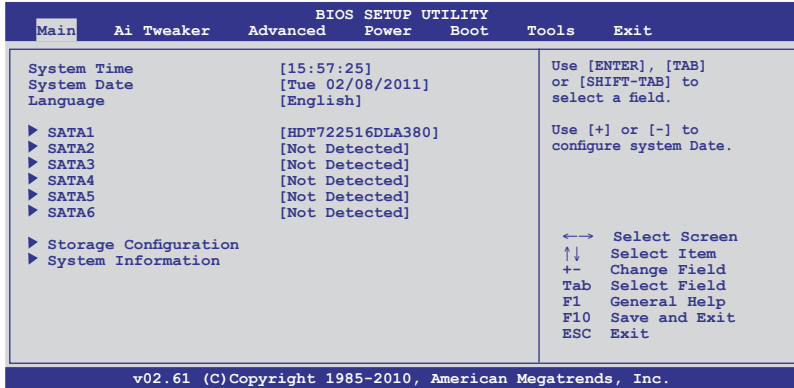 BIOS SETUP UTILITY
Main Ai Tweaker Advanced Power Boot Tools Exit
System Time [15:57:25]
System Date [Tue 02/08/2011]
Language [English]
▶ SATA1 [HDT722516DLA380]
▶ SATA2 [Not Detected]
▶ SATA3 [Not Detected]
▶ SATA4 [Not Detected]
▶ SATA5 [Not Detected]
▶ SATA6 [Not Detected]
▶ Storage Configuration
▶ System Information
Use [ENTER], [TAB]
or [SHIFT-TAB] to
select a field.
Use [+] or [-] to
configure system Date.
←→ Select Screen
↑↓ Select Item
+- Change Field
Tab Select Field
F1 General Help
F10 Save and Exit
ESC Exit
v02.61 (C)Copyright 1985-2010, American Megatrends, Inc.